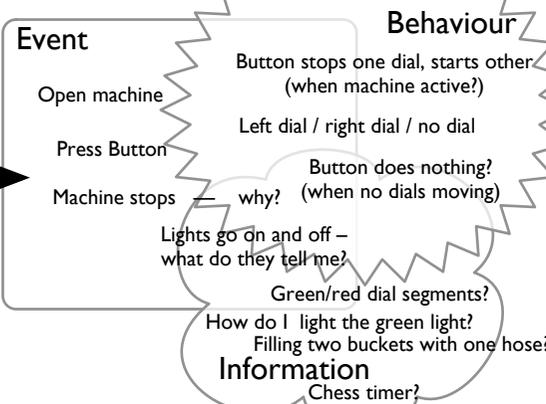 Event
Behaviour
Button stops one dial, starts other
(when machine active?)
Open machine
Left dial / right dial / no dial
Press Button
Button does nothing?
(when no dials moving)
Machine stops — why?
Lights go on and off –
what do they tell me?
Green/red dial segments?
How do I light the green light?
Filling two buckets with one hose?
Information
Chess timer?